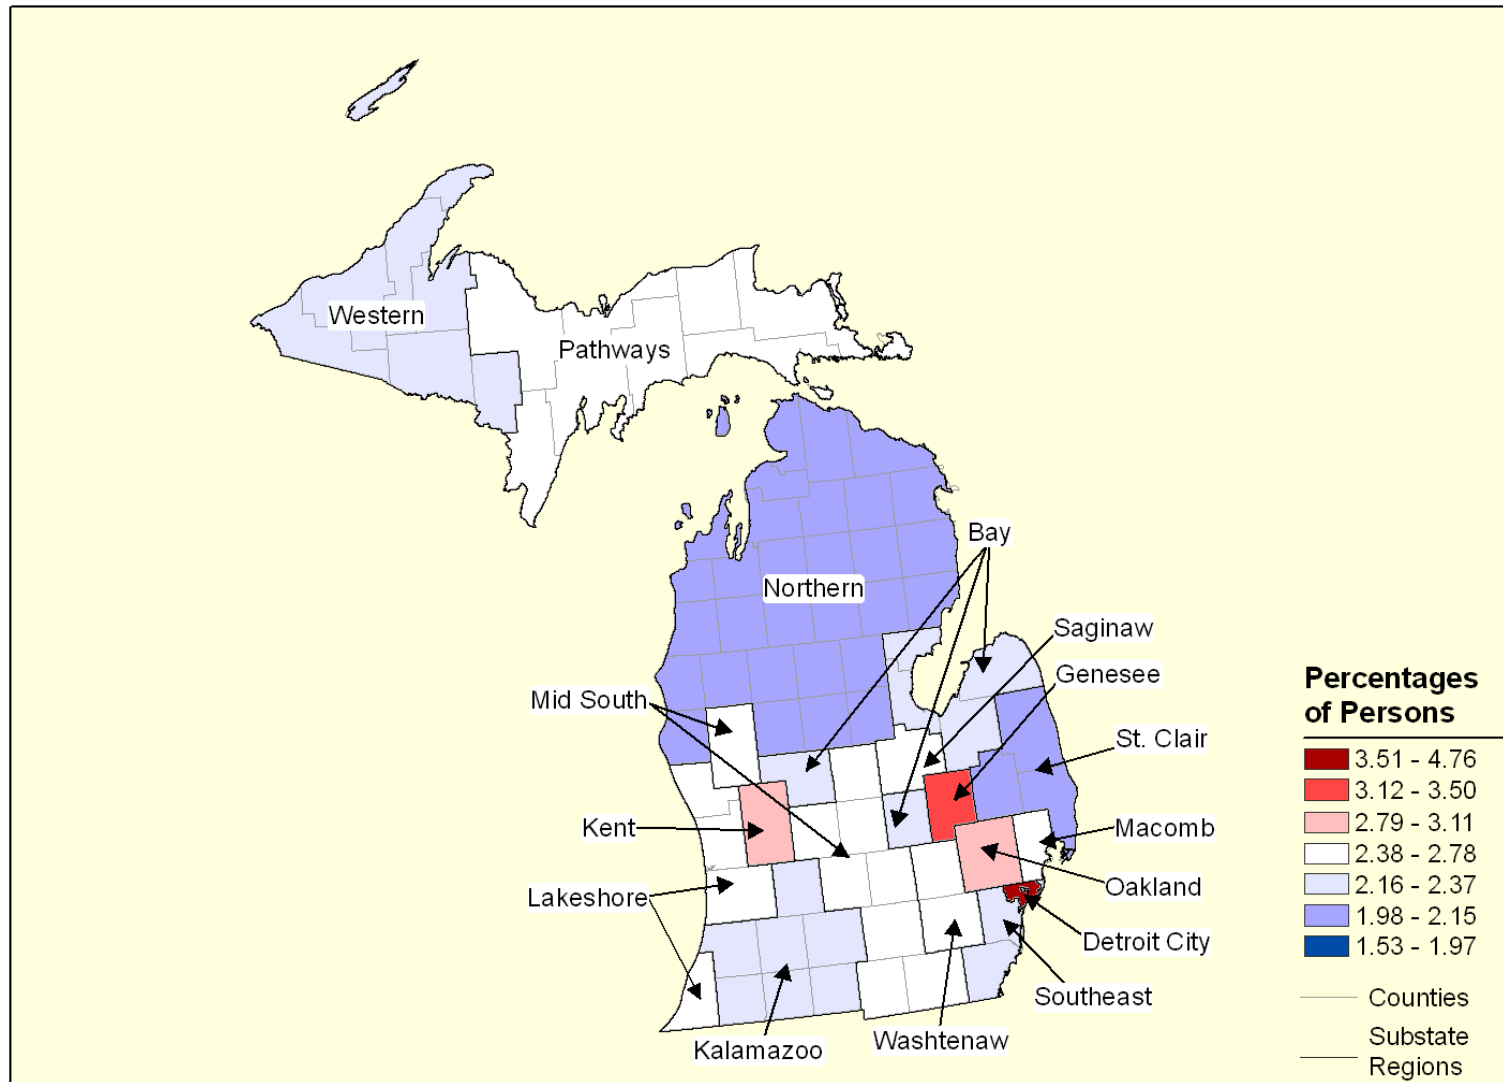 Western
Pathways
Bay
Northern
Saginaw
Genesee
Mid South
St. Clair
Kent
Macomb
Lakeshore
Oakland
Detroit City
Southeast
Washtenaw
Kalamazoo
Percentages
of Persons
3.51 - 4.76
3.12 - 3.50
2.79 - 3.11
2.38 - 2.78
2.16 - 2.37
1.98 - 2.15
1.53 - 1.97
Counties
Substate
Regions